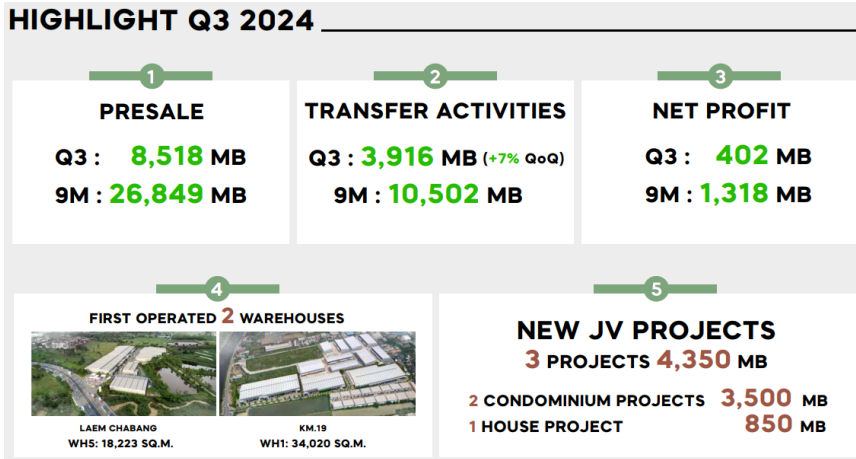 HIGHLIGHT Q3 2024
1
PRESALE
Q3 : 8,518 MB
9M : 26,849 MB
2
TRANSFER ACTIVITIES
Q3 : 3,916 MB (+7% QoQ)
9M : 10,502 MB
3
NET PROFIT
Q3 : 402 MB
9M : 1,318 MB
4
FIRST OPERATED 2 WAREHOUSES
LAEM CHABANG
WH5: 18,223 SQ.M.
KM.19
WH1: 34,020 SQ.M.
5
NEW JV PROJECTS
3 PROJECTS 4,350 MB
2 CONDOMINIUM PROJECTS 3,500 MB
1 HOUSE PROJECT 850 MB